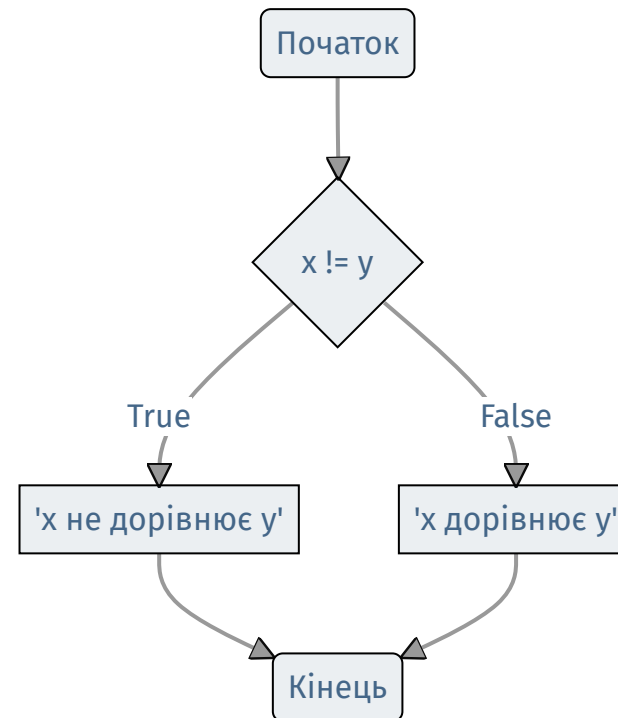 Початок
x != y
True
False
'x не дорівнює y'
'x дорівнює y'
Кінець